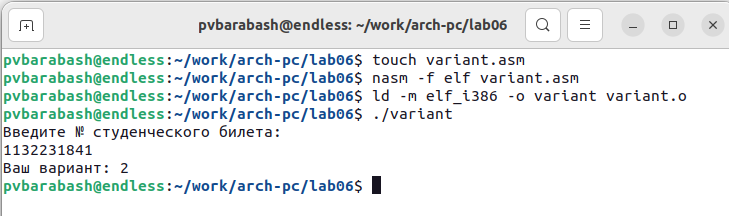 pvbarabash@endless: ~/work/arch-pc/lab06
pvbarabash@endless:~/work/arch-pc/lab06$ touch variant.asm
pvbarabash@endless:~/work/arch-pc/lab06$ nasm -f elf variant.asm
pvbarabash@endless:~/work/arch-pc/lab06$ ld -m elf_i386 -o variant variant.o
pvbarabash@endless:~/work/arch-pc/lab06$ ./variant
Введите № студенческого билета:
1132231841
Ваш вариант: 2
pvbarabash@endless:~/work/arch-pc/lab06$